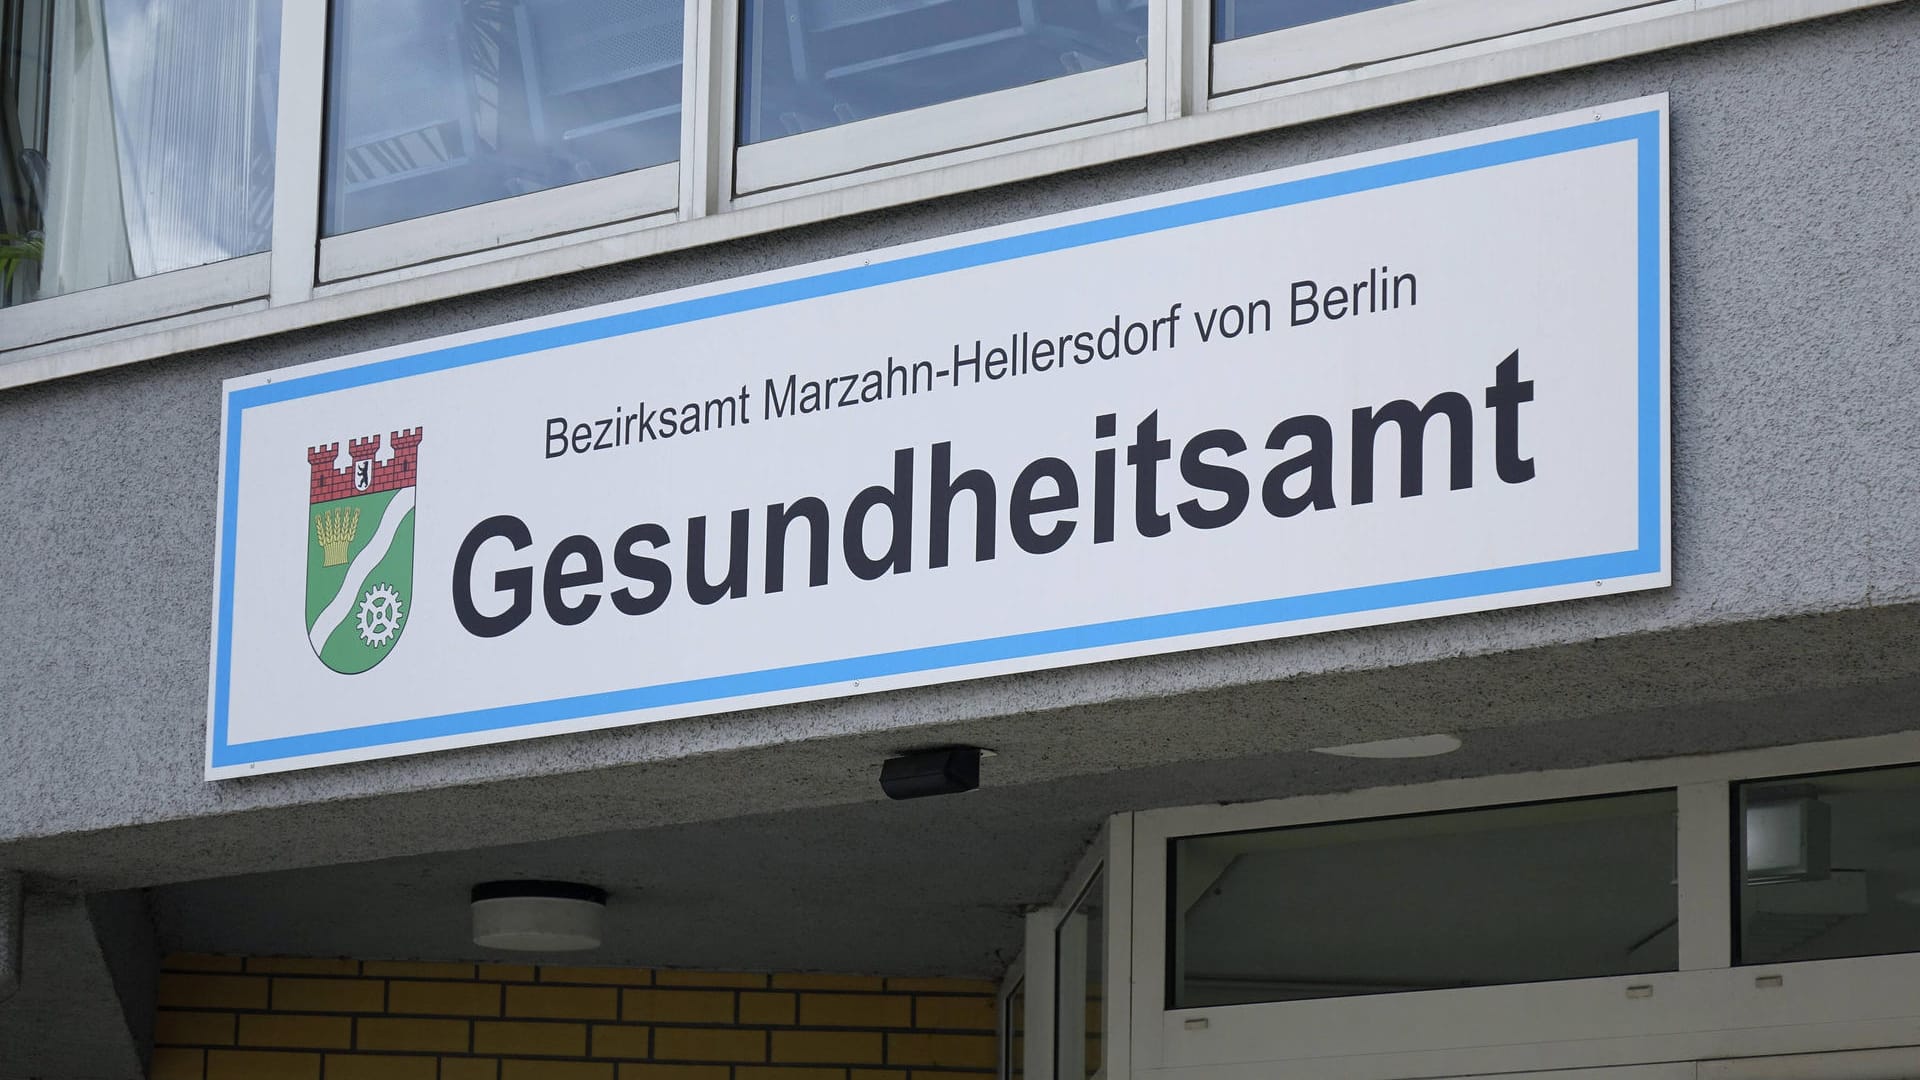 Bezirksamt Marzahn-Hellersdorf von Berlin
Gesundheitsamt